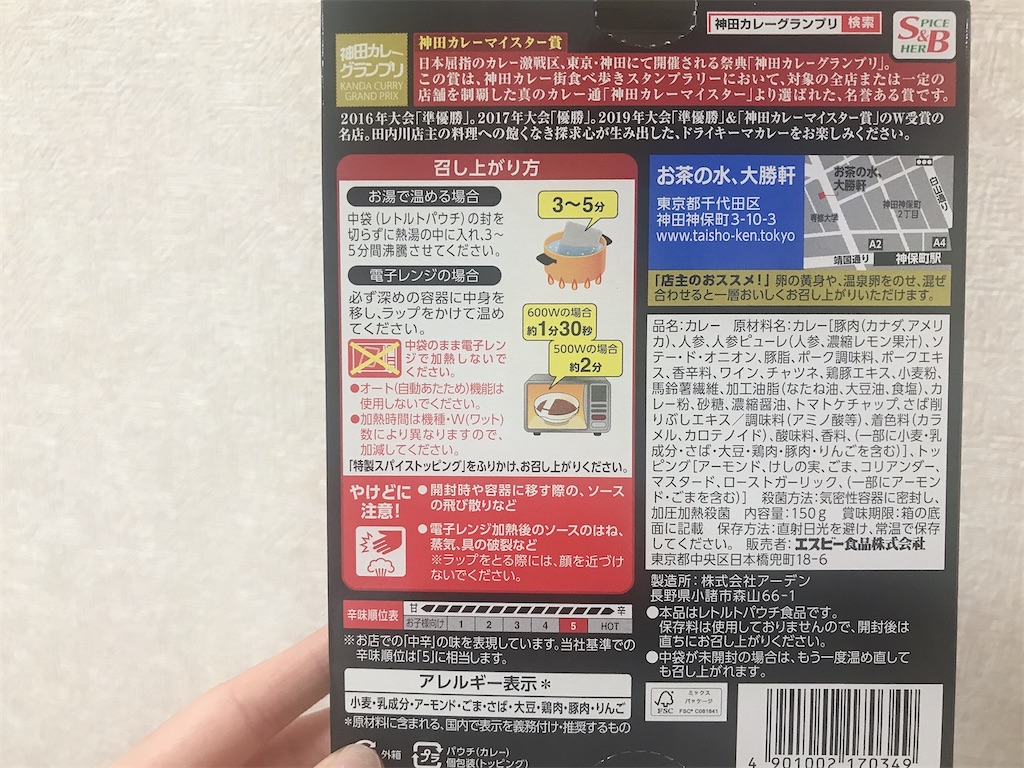 神田カレーグランプリ 検索
S&B
SPICE
HERB
神田カレー
グランプリ
KANDA CURRY
GRAND PRIX
神田カレーマイスター賞
日本屈指のカレー激戦区、東京・神田にて開催される祭典「神田カレーグランプリ」。
この賞は、神田カレー街食べ歩きスタンプラリーにおいて、対象の全店または一定の
店舗を制覇した真のカレー通「神田カレーマイスター」より選ばれた、名誉ある賞です。
2016年大会「準優勝」。2017年大会「優勝」。2019年大会「準優勝」&「神田カレーマイスター賞」のW受賞の
名店。田内川店主の料理への飽くなき探求心が生み出した、ドライキーマカレーをお楽しみください。
召し上がり方
お湯で温める場合
中袋(レトルトパウチ)の封を
切らずに熱湯の中に入れ、3〜
5分間沸騰させてください。
3〜5分
電子レンジの場合
必ず深めの容器に中身を
移し、ラップをかけて温め
てください。
中袋のまま電子レン
ジで加熱しないで
ください。
●オート(自動あたため)機能は
使用しないでください。
●加熱時間は機種・W(ワット)
数により異なりますので、
加減してください。
600Wの場合
約1分30秒
500Wの場合
約2分
「特製スパイストッピング」をふりかけ、お召し上がりください。
やけどに
注意!
●開封時や容器に移す際の、ソース
の飛び散りなど
●電子レンジ加熱後のソースのはね、
蒸気、具の破裂など
※ラップをとる際には、顔を近づけ
ないでください。
辛味順位表
甘 辛
お子様向け 1 2 3 4 5 HOT
※お店での「中辛」の味を表現しています。当社基準での
辛味順位は「5」に相当します。
アレルギー表示*
小麦・乳成分・アーモンド・ごま・さば・大豆・鶏肉・豚肉・りんご
*原材料に含まれる、国内で表示を義務付け・推奨するもの
外箱
プラ
パウチ(カレー)
個包装(トッピング)
お茶の水、大勝軒
東京都千代田区
神田神保町3-10-3
www.taisho-ken.tokyo
お茶の水、
大勝軒
白山通り
神田神保町
2丁目
専修大学
A2
A4
靖国通り
神保町駅
「店主のおススメ!」卵の黄身や、温泉卵をのせ、混ぜ
合わせると一層おいしくお召し上がりいただけます。
品名:カレー 原材料名:カレー[豚肉(カナダ、アメリ
カ)、人参、人参ピューレ(人参、濃縮レモン果汁)、ソ
テー・ド・オニオン、豚脂、ポーク調味料、ポークエキ
ス、香辛料、ワイン、チャツネ、鶏豚エキス、小麦粉、
馬鈴薯繊維、加工油脂(なたね油、大豆油、食塩)、カ
レー粉、砂糖、濃縮醤油、トマトケチャップ、さば削
りぶしエキス/調味料(アミノ酸等)、着色料(カラ
メル、カロテノイド)、酸味料、香料、(一部に小麦・乳
成分・さば・大豆・鶏肉・豚肉・りんごを含む)]、トッ
ピング[アーモンド、けしの実、ごま、コリアンダー、
マスタード、ローストガーリック、(一部にアーモン
ド・ごまを含む)] 殺菌方法:気密性容器に密封し、
加圧加熱殺菌 内容量:150g 賞味期限:箱の底
面に記載 保存方法:直射日光を避け、常温で保存
してください。 販売者:エスビー食品株式会社
東京都中央区日本橋兜町18-6
製造所:株式会社アーデン
長野県小諸市森山66-1
●本品はレトルトパウチ食品です。
保存料は使用しておりませんので、開封後は
直ちにお召し上がりください。
●中袋が未開封の場合は、もう一度温め直して
も召し上がれます。
FSC
ミックス
パッケージ
FSC® C081641
4 901002 170349